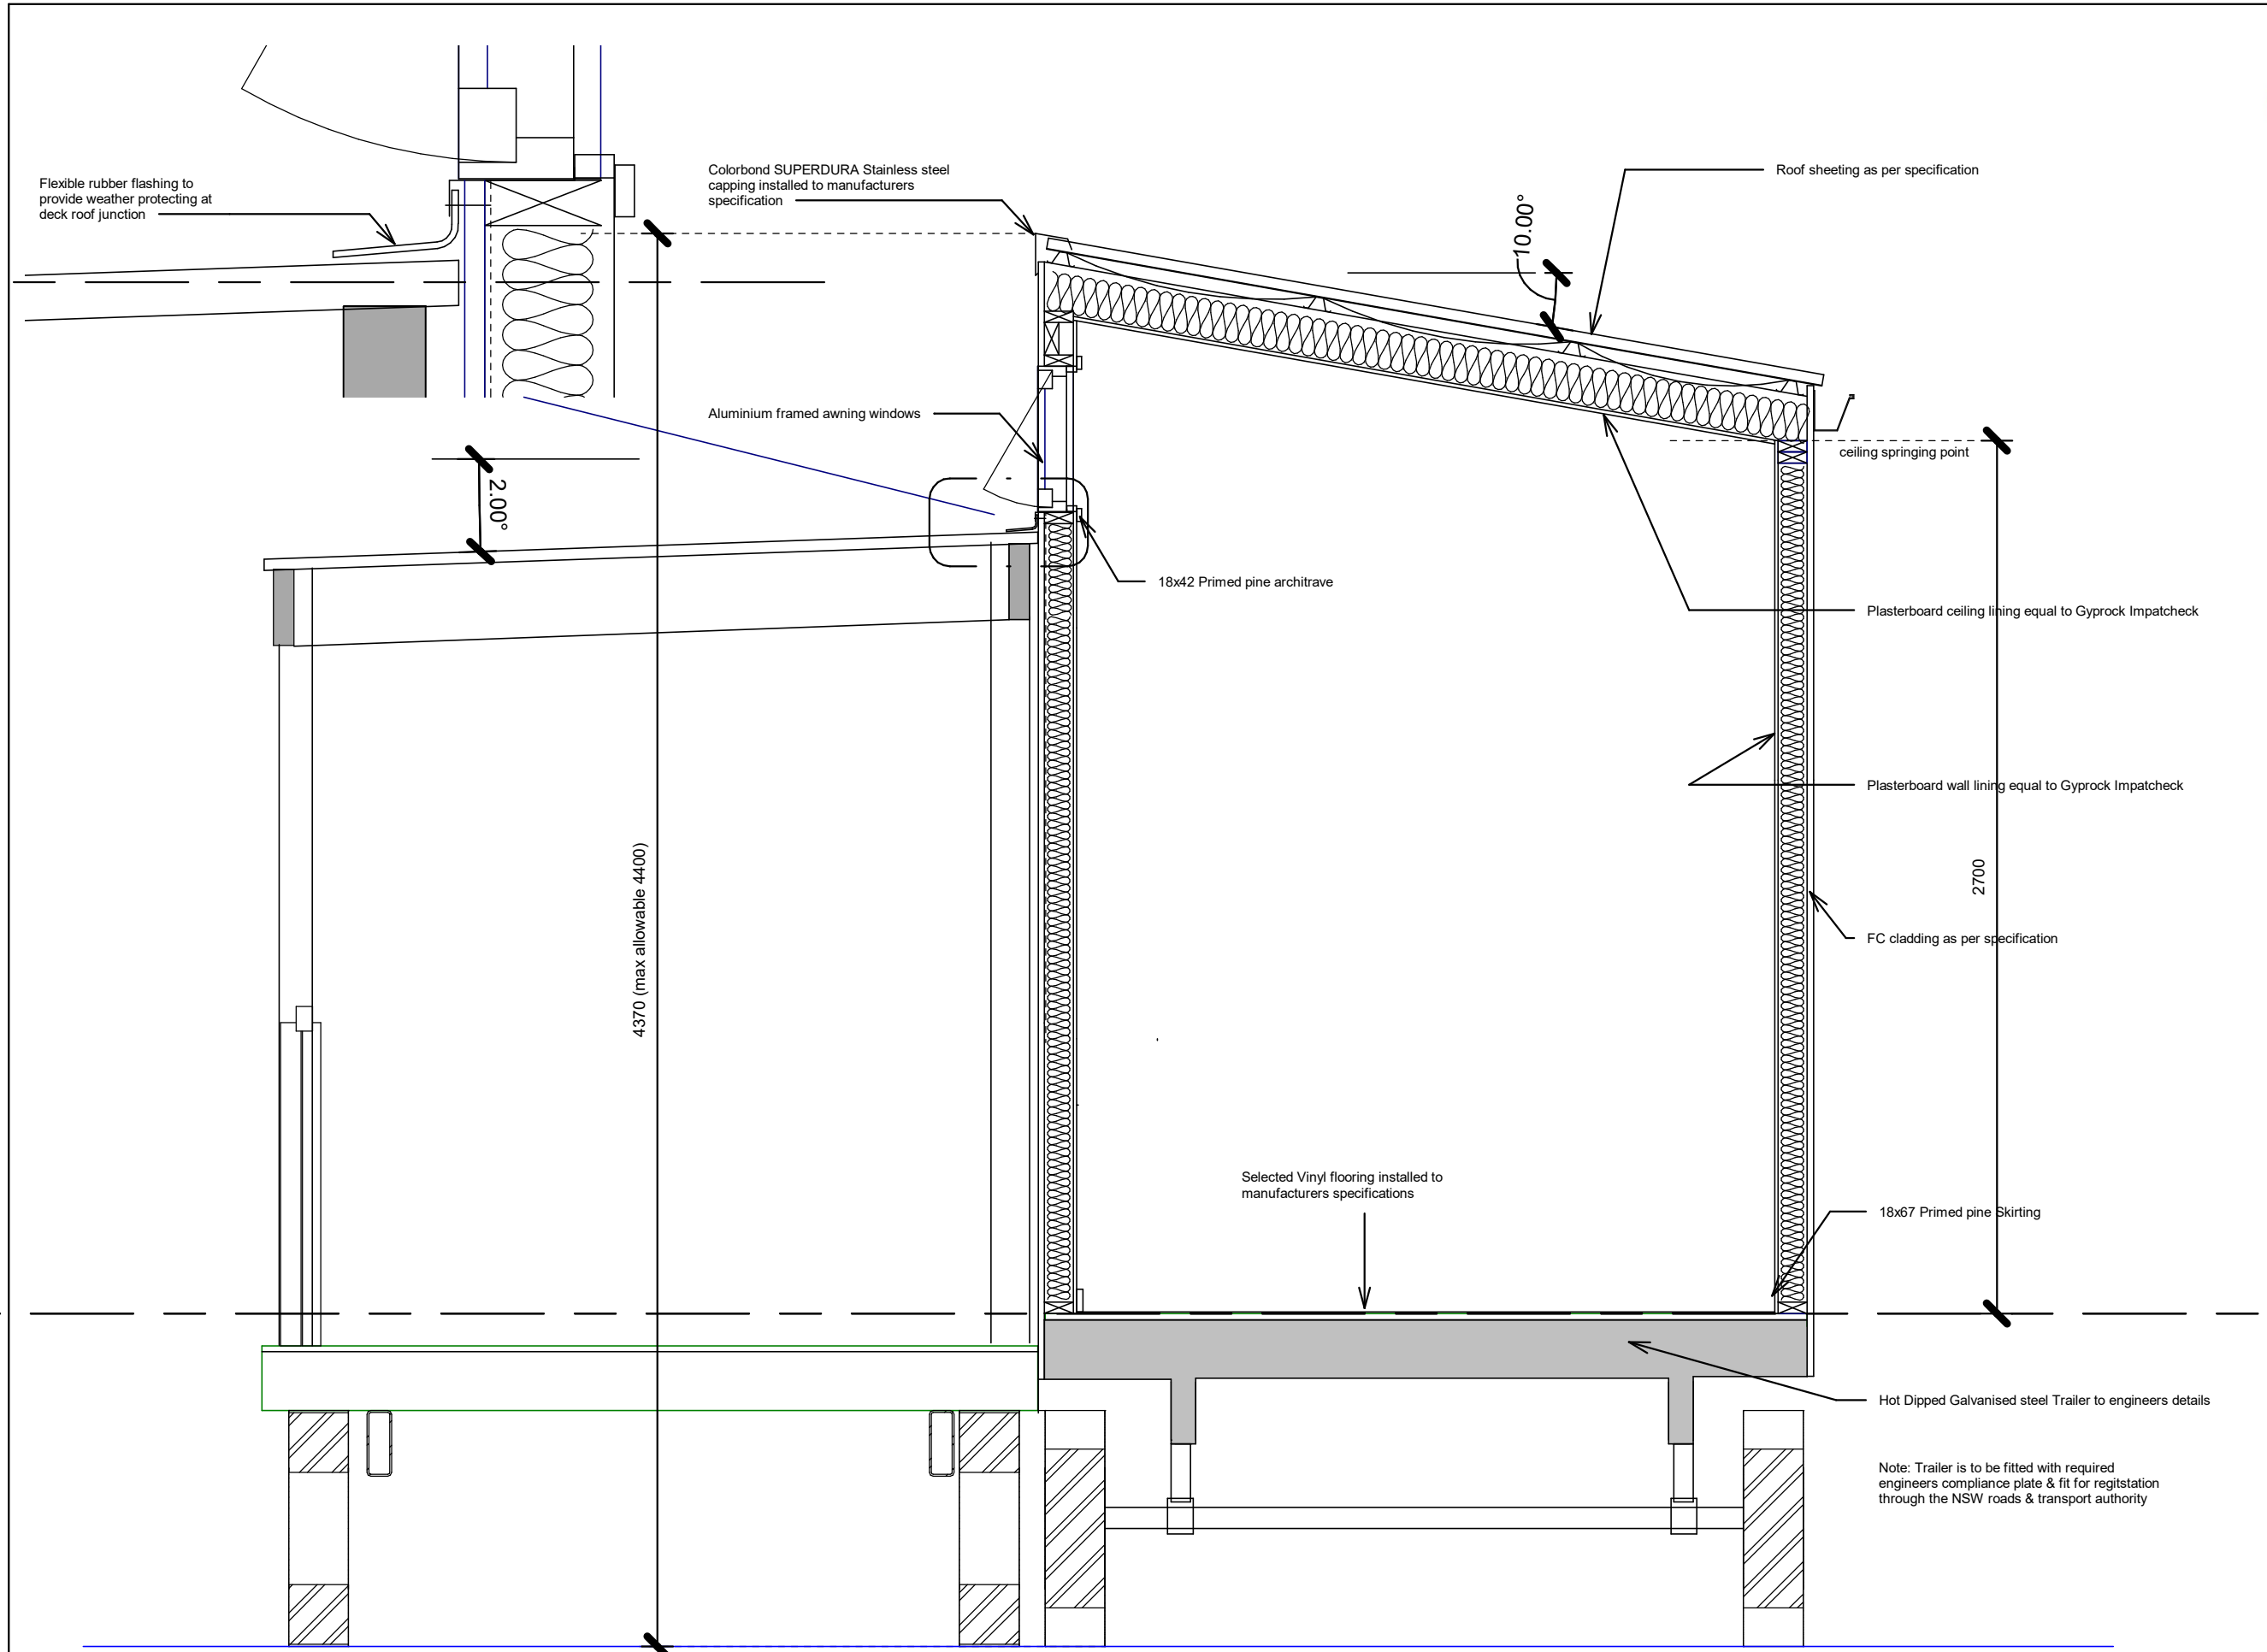 Flexible rubber flashing to
provide weather protecting at
deck roof junction
Colorbond SUPERDURA Stainless steel
capping installed to manufacturers
specification
Roof sheeting as per specification
10.00°
Aluminium framed awning windows
ceiling springing point
2.00°
18x42 Primed pine architrave
Plasterboard ceiling lining equal to Gyprock Impatcheck
Plasterboard wall lining equal to Gyprock Impatcheck
4370 (max allowable 4400)
2700
FC cladding as per specification
Selected Vinyl flooring installed to
manufacturers specifications
18x67 Primed pine Skirting
Hot Dipped Galvanised steel Trailer to engineers details
Note: Trailer is to be fitted with required
engineers compliance plate & fit for regitstation
through the NSW roads & transport authority